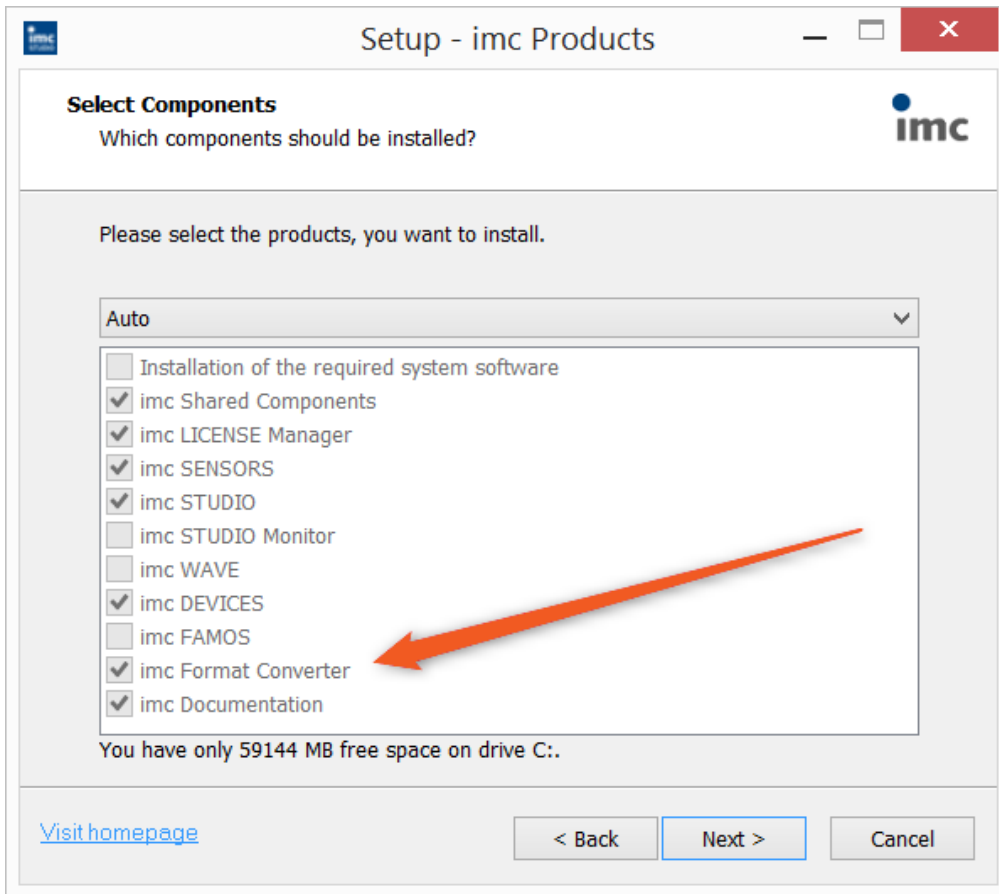 imc
STUDIO
Setup - imc Products
Select Components
Which components should be installed?
imc
Please select the products, you want to install.
Auto
Installation of the required system software
imc Shared Components
imc LICENSE Manager
imc SENSORS
imc STUDIO
imc STUDIO Monitor
imc WAVE
imc DEVICES
imc FAMOS
imc Format Converter
imc Documentation
You have only 59144 MB free space on drive C:.
Visit homepage
< Back
Next >
Cancel